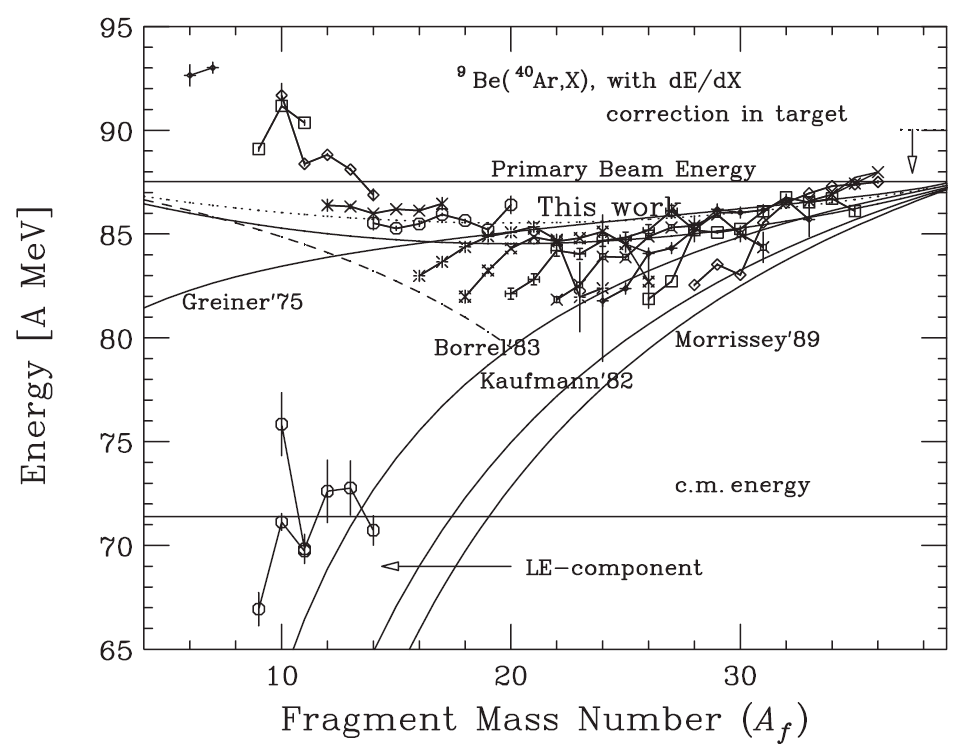 95
90
85
80
75
70
65
Energy [A MeV]
⁹Be(⁴⁰Ar,X), with dE/dX
correction in target
Primary Beam Energy
This work
Greiner'75
Borrel'83
Kaufmann'82
Morrissey'89
c.m. energy
LE-component
10 20 30
Fragment Mass Number (A_f)